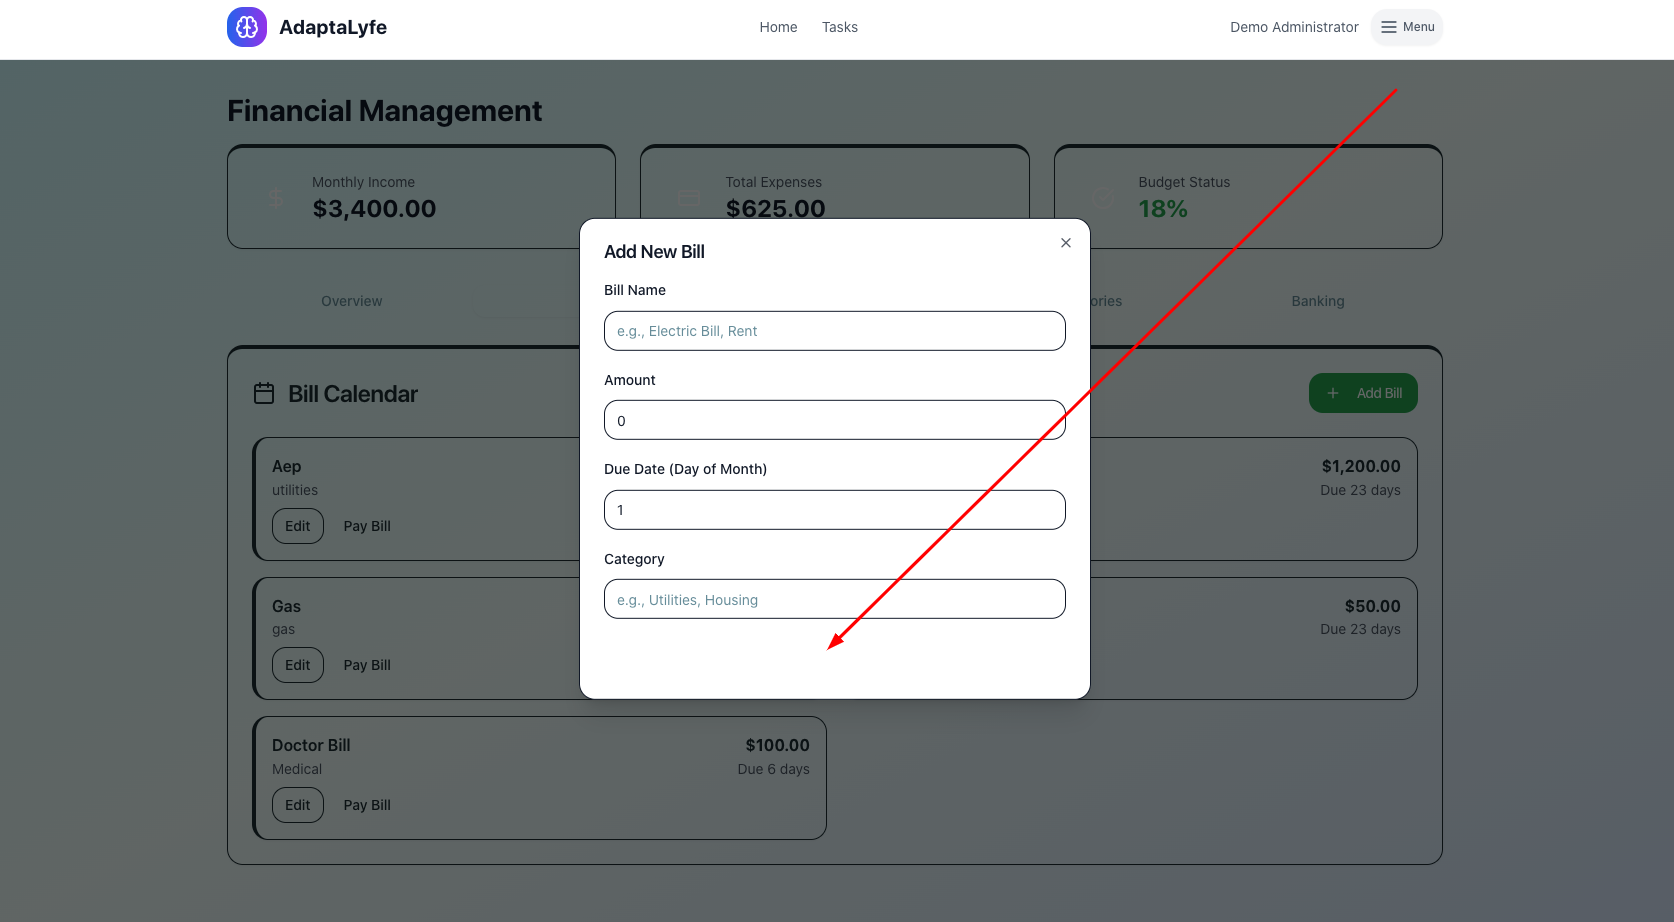 AdaptaLyfe
Home
Tasks
Demo Administrator
Menu
Financial Management
Monthly Income
$3,400.00
Total Expenses
$625.00
Budget Status
18%
Overview
ories
Banking
Bill Calendar
Add Bill
Aep
utilities
Edit
Pay Bill
$1,200.00
Due 23 days
Gas
gas
Edit
Pay Bill
$50.00
Due 23 days
Doctor Bill
Medical
$100.00
Due 6 days
Edit
Pay Bill
Add New Bill
Bill Name
e.g., Electric Bill, Rent
Amount
0
Due Date (Day of Month)
1
Category
e.g., Utilities, Housing